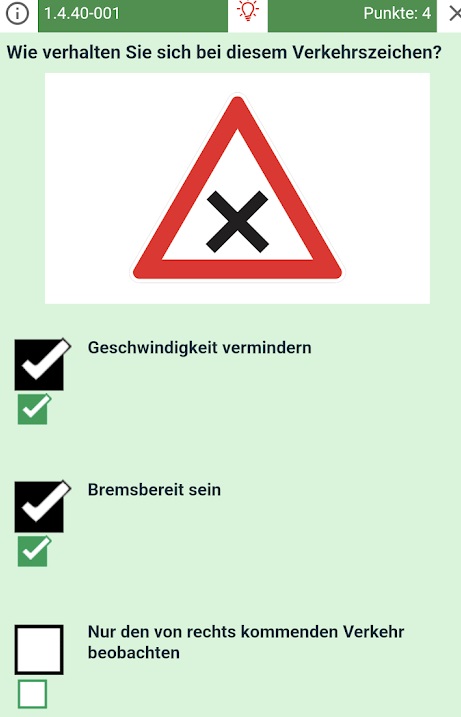 1.4.40-001 Punkte: 4
Wie verhalten Sie sich bei diesem Verkehrszeichen?
Geschwindigkeit vermindern
Bremsbereit sein
Nur den von rechts kommenden Verkehr
beobachten